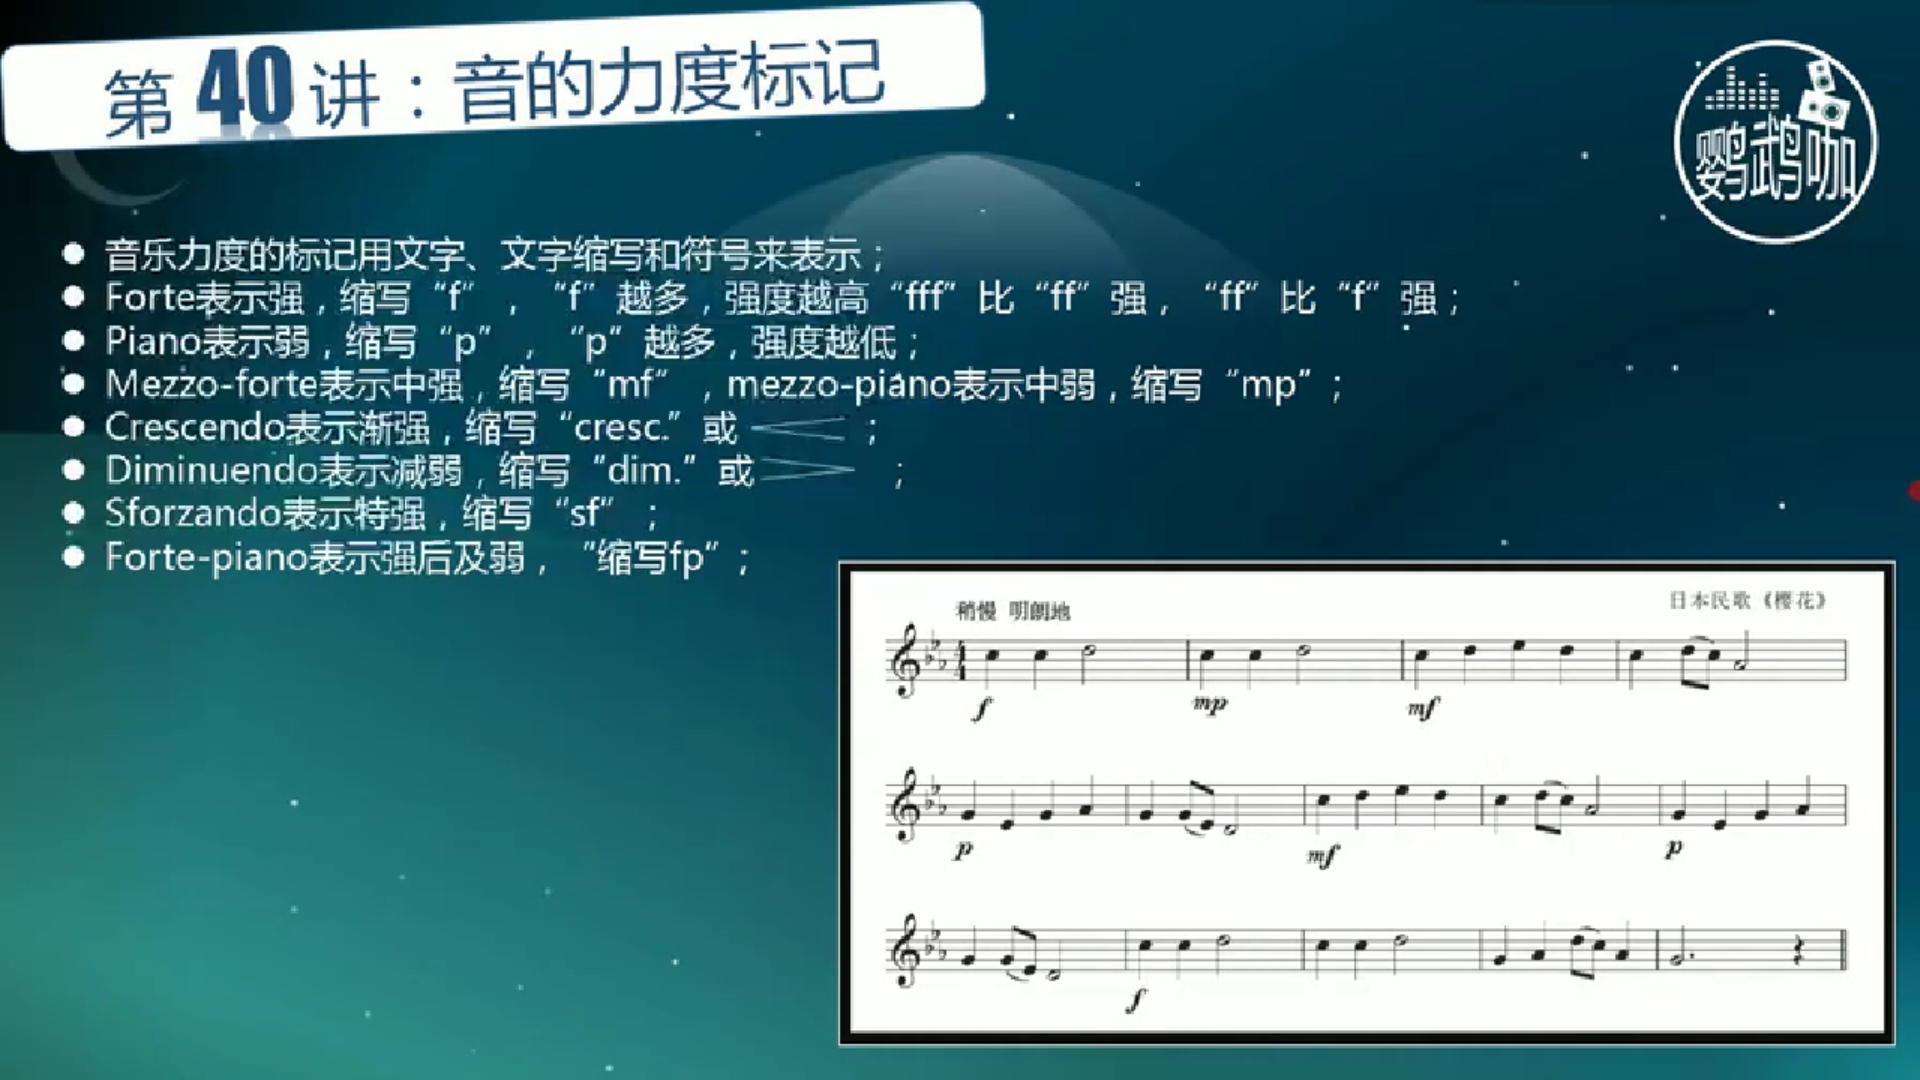 第40讲：音的力度标记
鹦鹉咖
音乐力度的标记用文字、文字缩写和符号来表示；
Forte表示强，缩写“f”，“f”越多，强度越高“fff”比“ff”强，“ff”比“f”强；
Piano表示弱，缩写“p”，“p”越多，强度越低；
Mezzo-forte表示中强，缩写“mf”，mezzo-piano表示中弱，缩写“mp”；
Crescendo表示渐强，缩写“cresc.”或 ；
Diminuendo表示减弱，缩写“dim.”或 ；
Sforzando表示特强，缩写“sf”；
Forte-piano表示强后及弱，“缩写fp”；
日本民歌《樱花》
稍慢 明朗地
f mp mf
p mf p
f